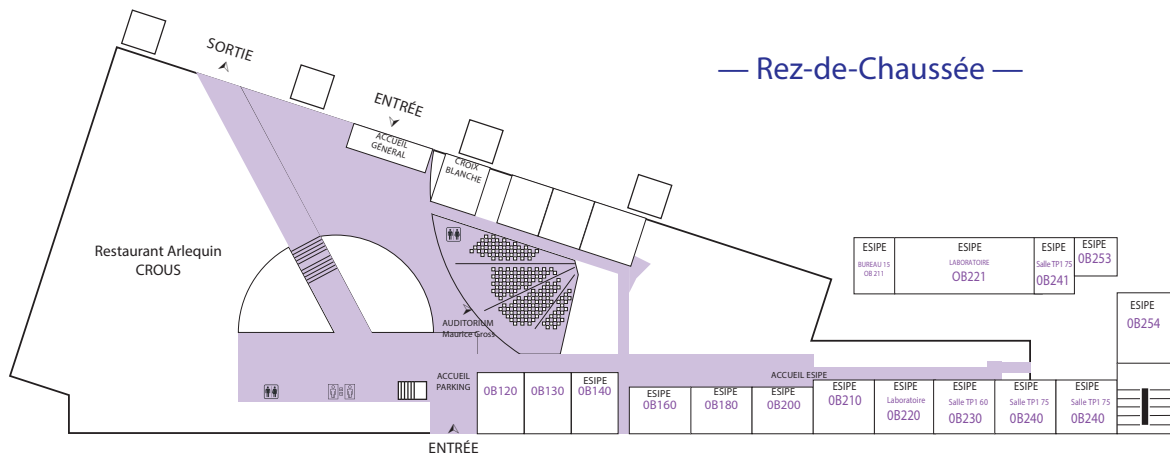 — Rez-de-Chaussée —
SORTIE
ENTRÉE
ACCUEIL
GÉNÉRAL
CROIX
BLANCHE
Restaurant Arlequin
CROUS
AUDITORIUM
Maurice Gross
ESIPE
BUREAU 15
OB 211
ESIPE
LABORATOIRE
OB221
ESIPE
Salle TP1 75
0B241
ESIPE
0B253
ESIPE
0B254
ACCUEIL
PARKING
ACCUEIL ESIPE
0B120
0B130
ESIPE
0B140
ESIPE
0B160
ESIPE
0B180
ESIPE
0B200
ESIPE
0B210
ESIPE
Laboratoire
0B220
ESIPE
Salle TP1 60
0B230
ESIPE
Salle TP1 75
0B240
ESIPE
Salle TP1 75
0B240
ENTRÉE